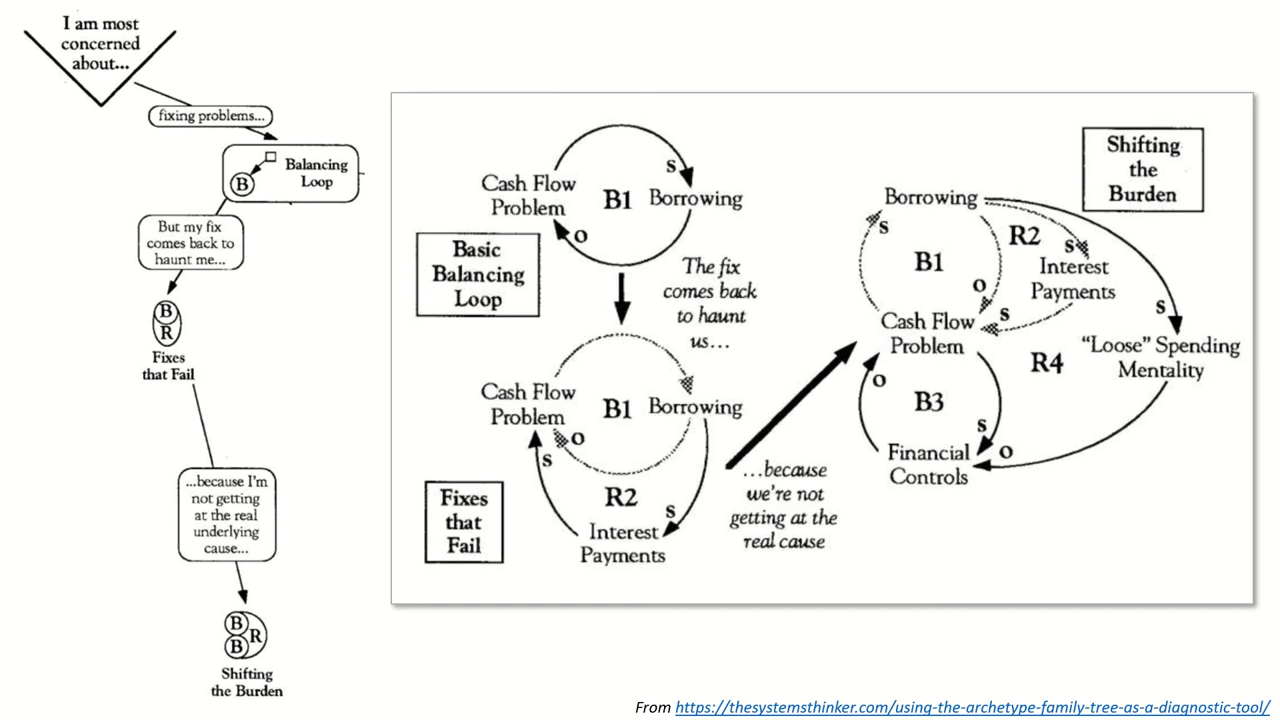 I am most
concerned
about...
fixing problems...
B
Balancing
Loop
But my fix
comes back to
haunt me...
B
R
Fixes
that Fail
...because I'm
not getting
at the real
underlying
cause...
B
B
R
Shifting
the Burden
Cash Flow
Problem
B1
s
Borrowing
o
Basic
Balancing
Loop
The fix
comes back
to haunt
us...
Cash Flow
Problem
B1
Borrowing
o
s
R2
s
Interest
Payments
Fixes
that
Fail
...because
we're not
getting at the
real cause
Shifting
the
Burden
Borrowing
s
B1
R2
s
Interest
Payments
o
s
s
Cash Flow
Problem
"Loose" Spending
Mentality
R4
o
B3
s
o
Financial
Controls
From https://thesystemsthinker.com/using-the-archetype-family-tree-as-a-diagnostic-tool/